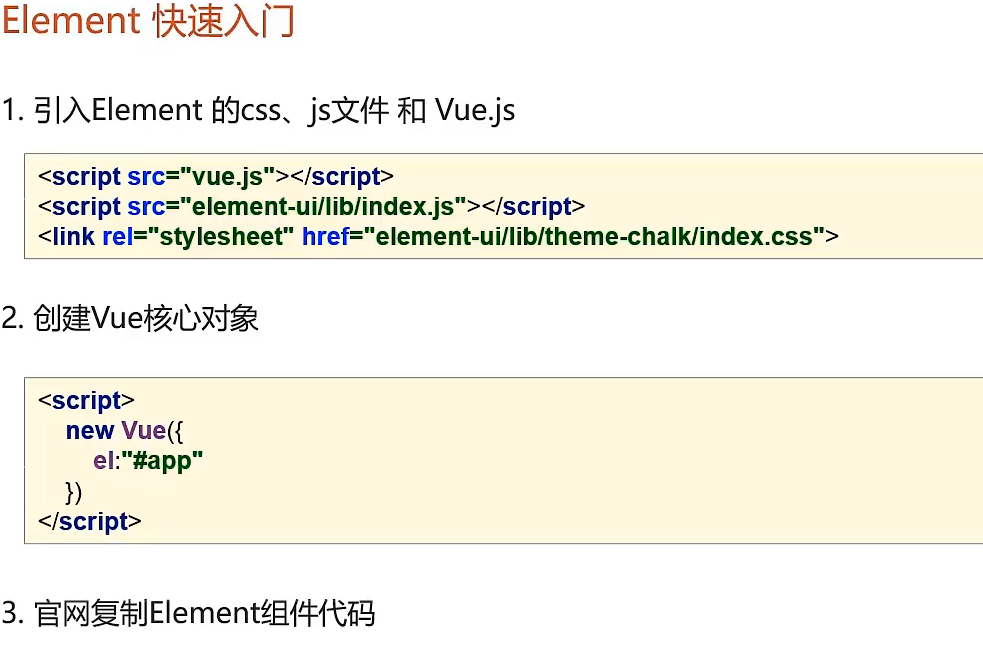 Element 快速入门
1. 引入Element 的css、js文件 和 Vue.js
<script src="vue.js"></script>
<script src="element-ui/lib/index.js"></script>
<link rel="stylesheet" href="element-ui/lib/theme-chalk/index.css">
2. 创建Vue核心对象
<script>
new Vue({
el:"#app"
})
</script>
3. 官网复制Element组件代码